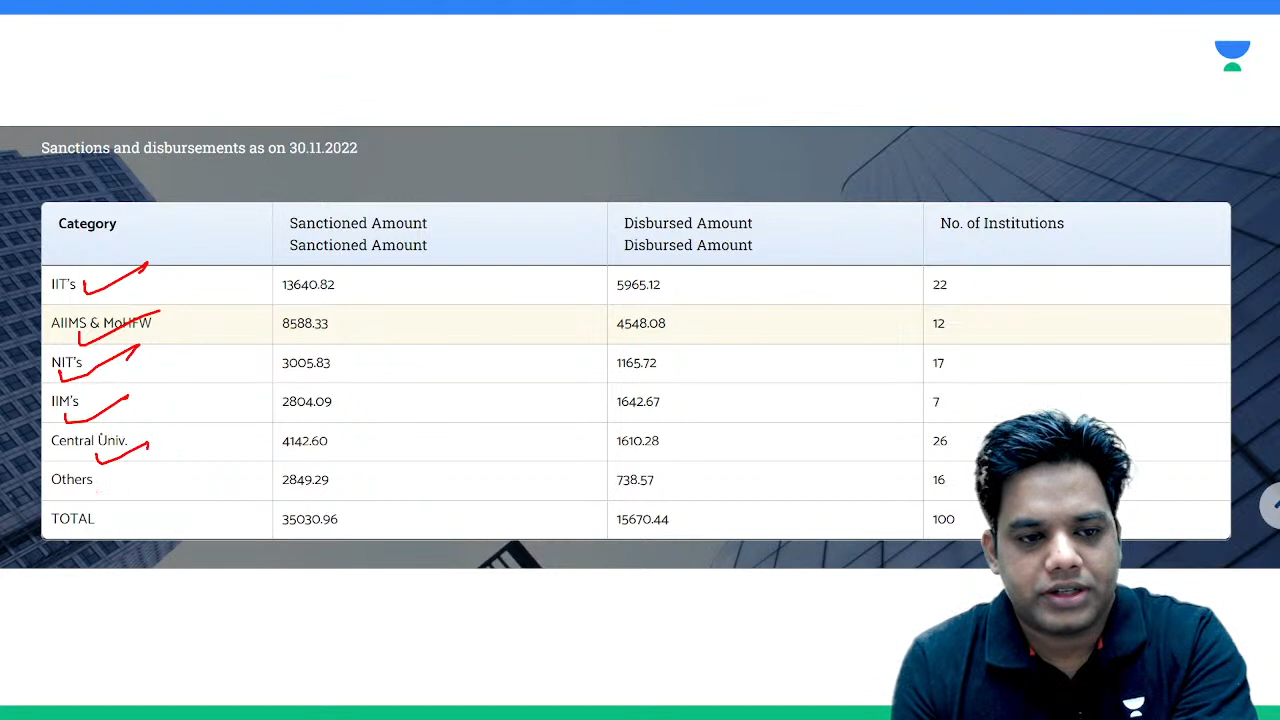 Sanctions and disbursements as on 30.11.2022
Category Sanctioned Amount Disbursed Amount No. of Institutions
Sanctioned Amount Disbursed Amount
IIT's 13640.82 5965.12 22
AIIMS & MoHFW 8588.33 4548.08 12
NIT's 3005.83 1165.72 17
IIM's 2804.09 1642.67 7
Central Univ. 4142.60 1610.28 26
Others 2849.29 738.57 16
TOTAL 35030.96 15670.44 100